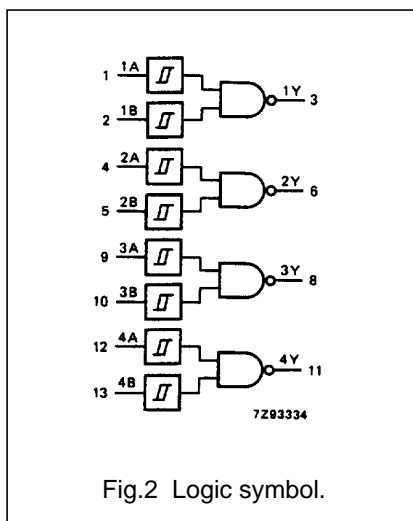 1 1A
1Y 3
2 1B
4 2A
2Y 6
5 2B
9 3A
3Y 8
10 3B
12 4A
4Y 11
13 4B
7Z93334
Fig.2 Logic symbol.